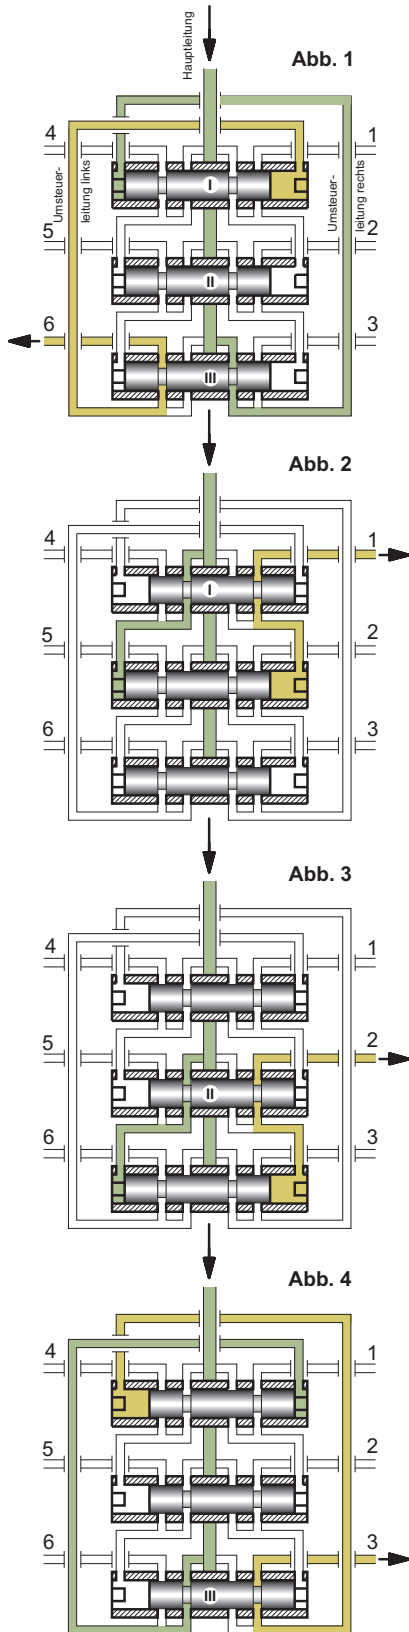 Hauptleitung
Abb. 1
4
1
Umsteuer-
leitung links
Umsteuer-
leitung rechts
I
5
2
II
6
3
III
Abb. 2
4
1
I
5
2
6
3
Abb. 3
4
1
5
2
II
6
3
Abb. 4
4
1
5
2
6
3
III